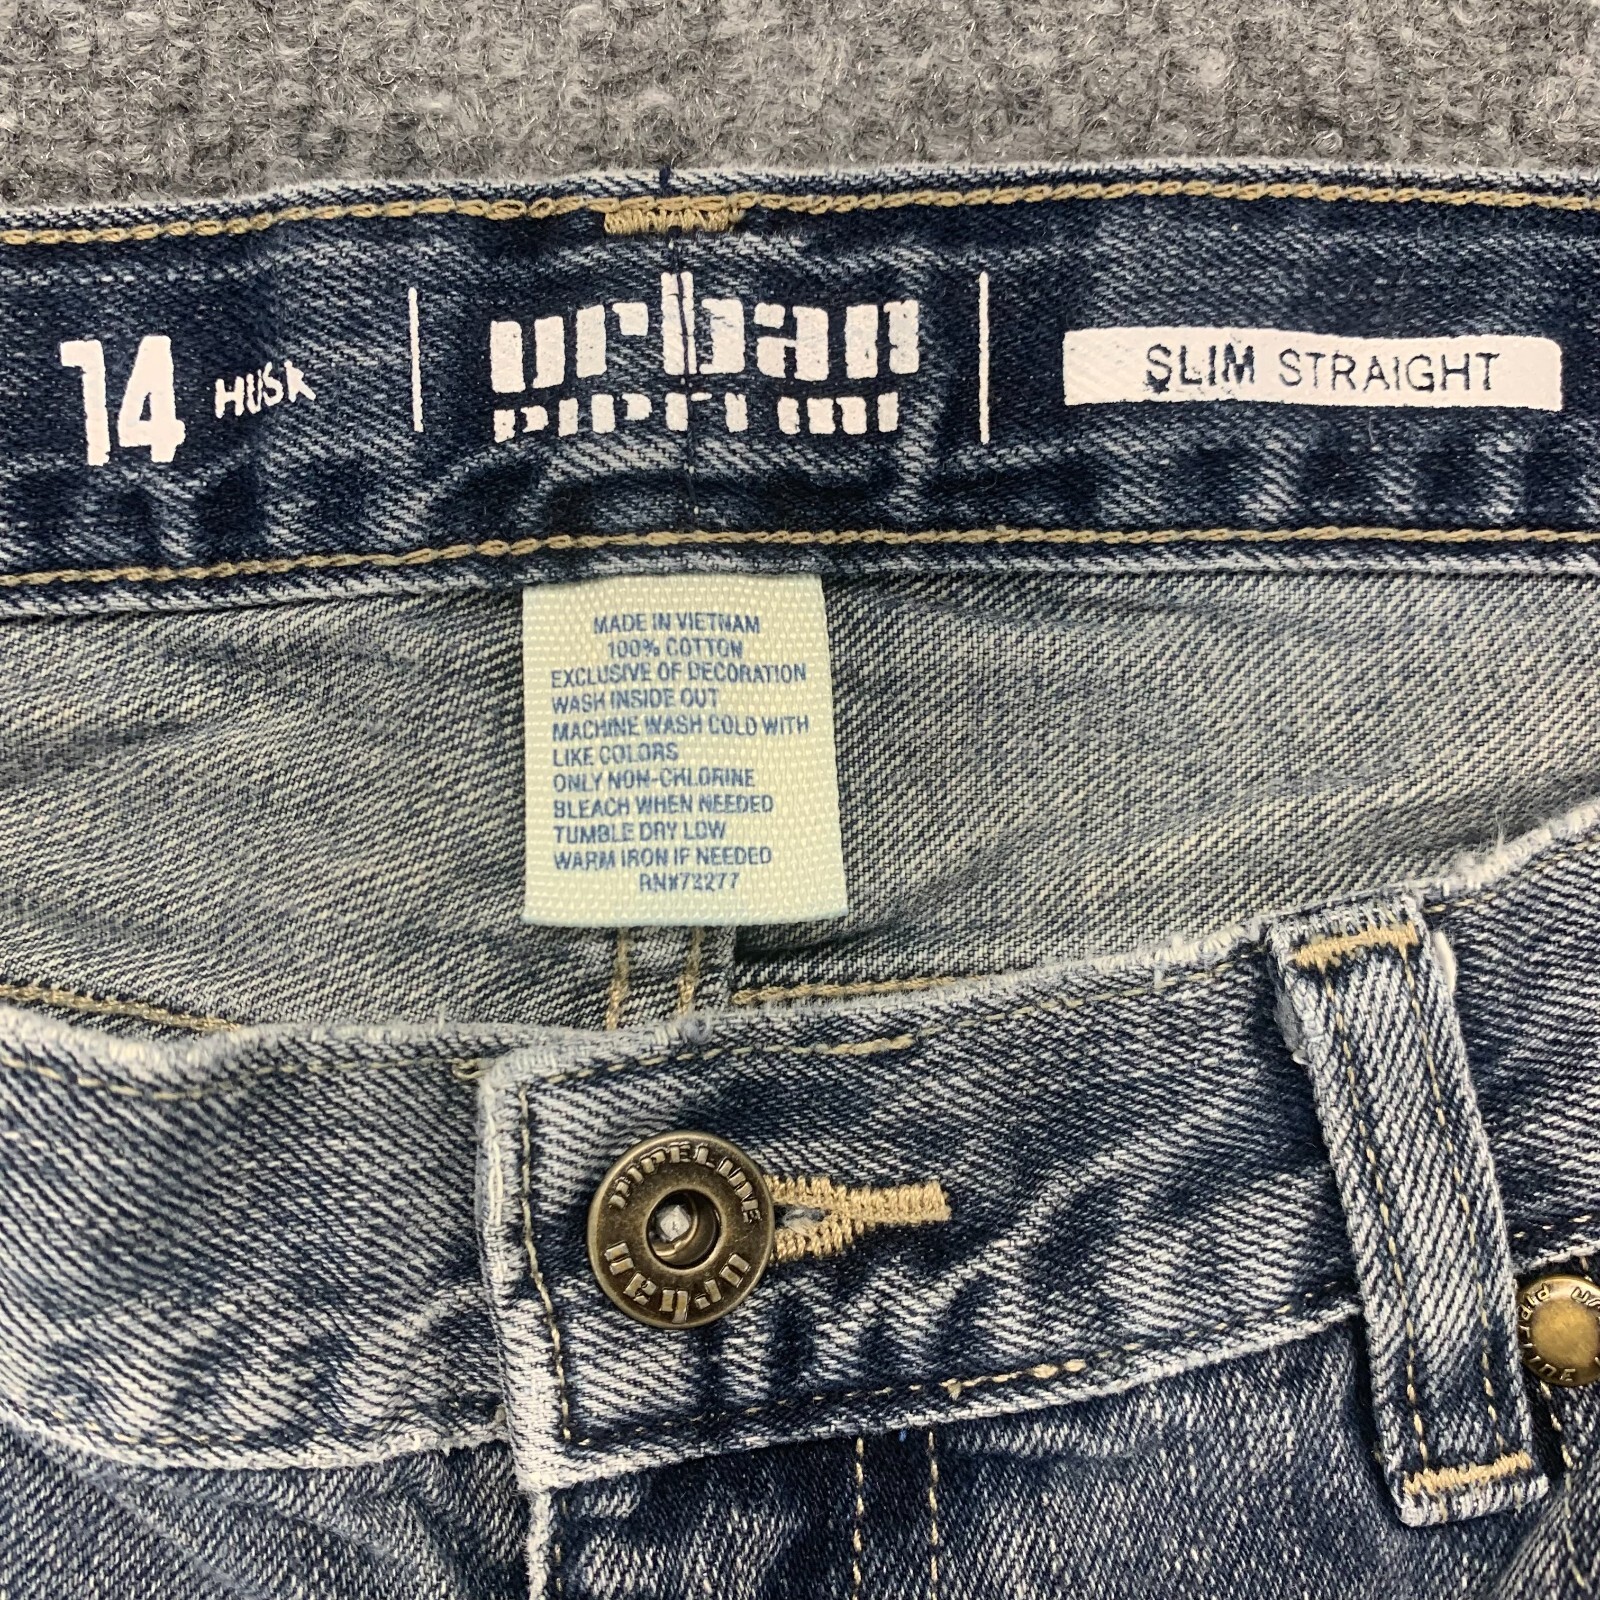 14 HUSK
urban
PIPELINE
SLIM STRAIGHT
MADE IN VIETNAM
100% COTTON
EXCLUSIVE OF DECORATION
WASH INSIDE OUT
MACHINE WASH COLD WITH
LIKE COLORS
ONLY NON-CHLORINE
BLEACH WHEN NEEDED
TUMBLE DRY LOW
WARM IRON IF NEEDED
RN#73277
PIPELINE
urban
PIPELINE